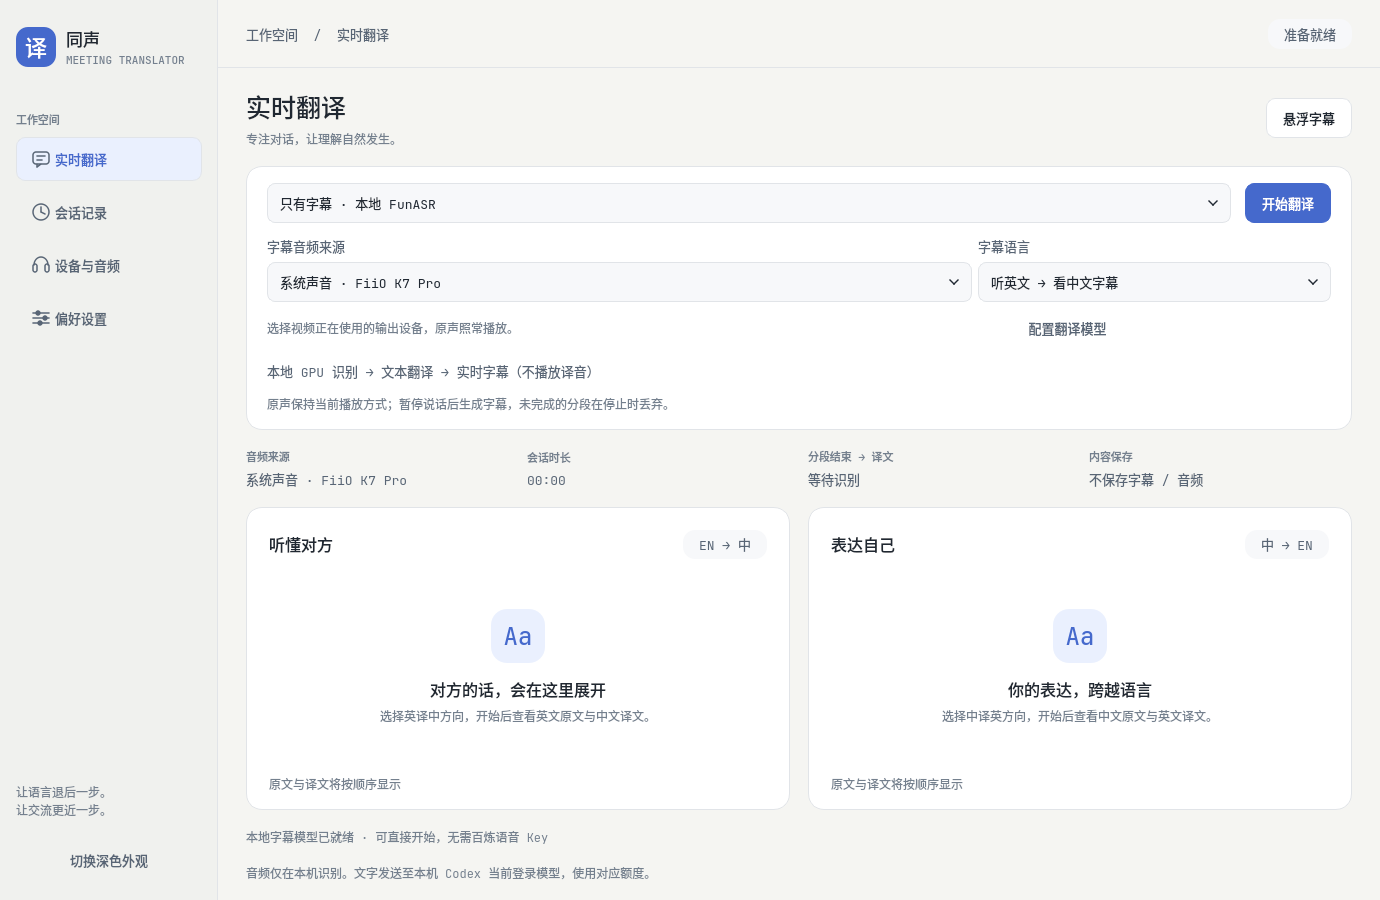 译
同声
MEETING TRANSLATOR
工作空间
实时翻译
会话记录
设备与音频
偏好设置
让语言退后一步。
让交流更近一步。
切换深色外观
工作空间 / 实时翻译
准备就绪
实时翻译
专注对话，让理解自然发生。
悬浮字幕
只有字幕 · 本地 FunASR
开始翻译
字幕音频来源
字幕语言
系统声音 · FiiO K7 Pro
听英文 → 看中文字幕
选择视频正在使用的输出设备，原声照常播放。
配置翻译模型
本地 GPU 识别 → 文本翻译 → 实时字幕（不播放译音）
原声保持当前播放方式；暂停说话后生成字幕，未完成的分段在停止时丢弃。
音频来源
系统声音 · FiiO K7 Pro
会话时长
00:00
分段结束 → 译文
等待识别
内容保存
不保存字幕 / 音频
听懂对方
EN → 中
Aa
对方的话，会在这里展开
选择英译中方向，开始后查看英文原文与中文译文。
原文与译文将按顺序显示
表达自己
中 → EN
Aa
你的表达，跨越语言
选择中译英方向，开始后查看中文原文与英文译文。
原文与译文将按顺序显示
本地字幕模型已就绪 · 可直接开始，无需百炼语音 Key
音频仅在本机识别。文字发送至本机 Codex 当前登录模型，使用对应额度。